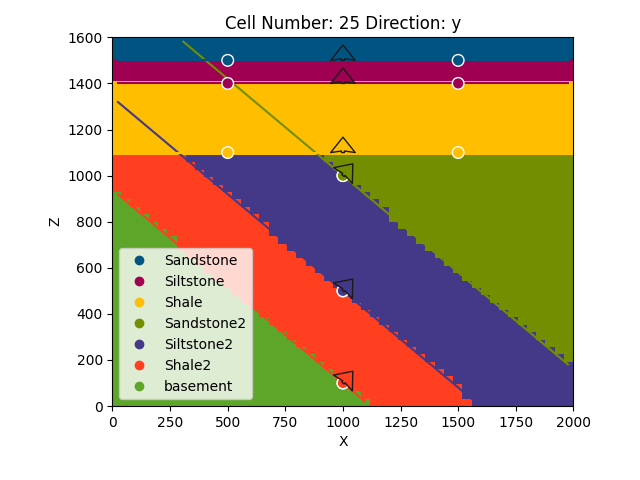 Cell Number: 25 Direction: y
1600
1400
1200
1000
800
600
400
200
0
Z
Sandstone
Siltstone
Shale
Sandstone2
Siltstone2
Shale2
basement
0 250 500 750 1000 1250 1500 1750 2000
X